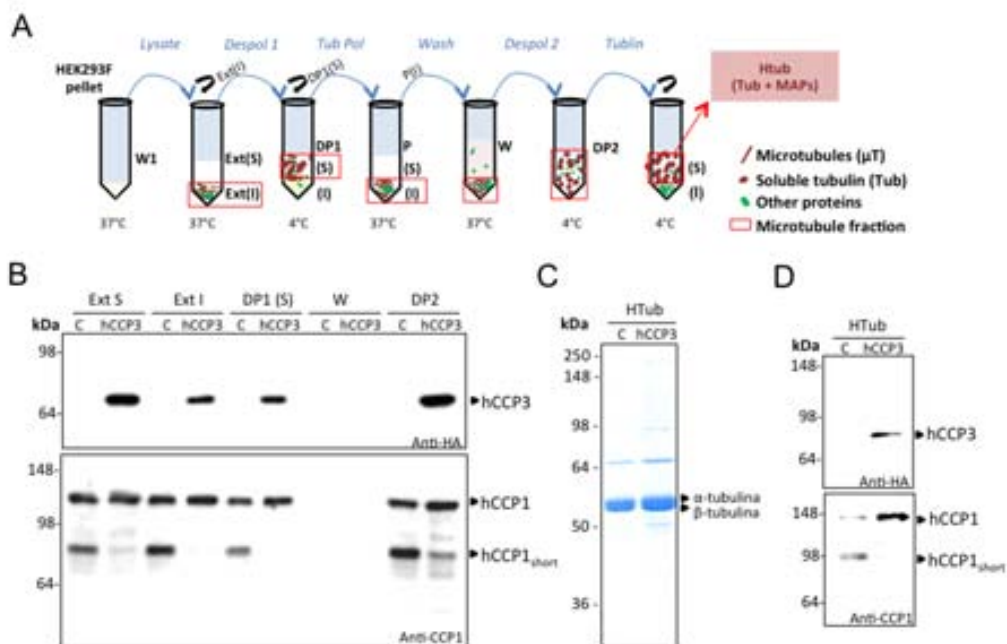 A
Lysate Despol 1 Tub Pol Wash Despol 2 Tublin
HEK293F
pellet
Ext(I)
DP1(S)
P(I)
Htub
(Tub + MAPs)
W1
Ext(S)
Ext(I)
DP1
(S)
(I)
P
(S)
(I)
W
DP2
(S)
(I)
37°C 37°C 4°C 37°C 37°C 4°C 4°C
Microtubules (µT)
Soluble tubulin (Tub)
Other proteins
Microtubule fraction
B
Ext S Ext I DP1 (S) W DP2
kDa C hCCP3 C hCCP3 C hCCP3 C hCCP3 C hCCP3
98-
64-
hCCP3
Anti-HA
148-
98-
64-
hCCP1
hCCP1short
Anti-CCP1
C
HTub
kDa C hCCP3
250-
148-
98-
64-
50-
36-
α-tubulina
β-tubulina
D
HTub
kDa C hCCP3
148-
98-
64-
hCCP3
Anti-HA
148-
98-
64-
hCCP1
hCCP1short
Anti-CCP1